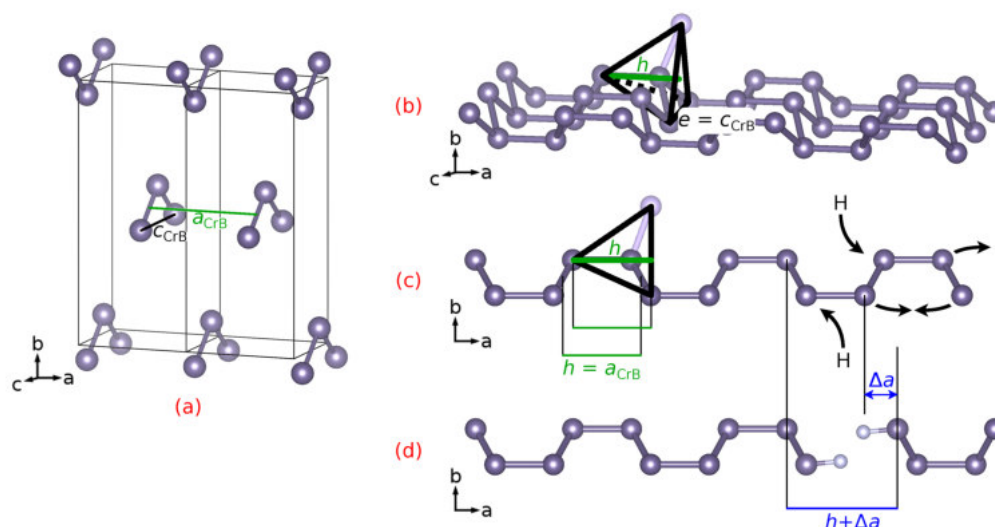 a_CrB
c_CrB
b
c
a
(a)
h
(b)
e = c_CrB
b
c
a
H
h
(c)
b
a
H
h = a_CrB
Δa
(d)
b
a
h+Δa